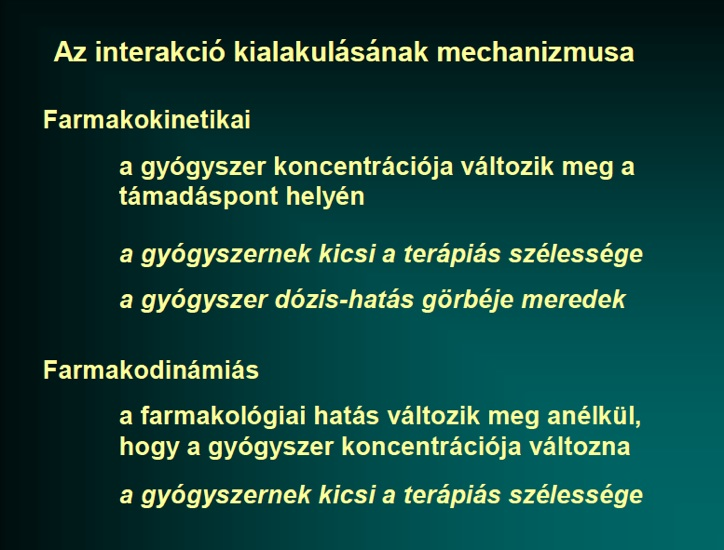 Az interakció kialakulásának mechanizmusa
Farmakokinetikai
a gyógyszer koncentrációja változik meg a
támadáspont helyén
a gyógyszernek kicsi a terápiás szélessége
a gyógyszer dózis-hatás görbéje meredek
Farmakodinámiás
a farmakológiai hatás változik meg anélkül,
hogy a gyógyszer koncentrációja változna
a gyógyszernek kicsi a terápiás szélessége